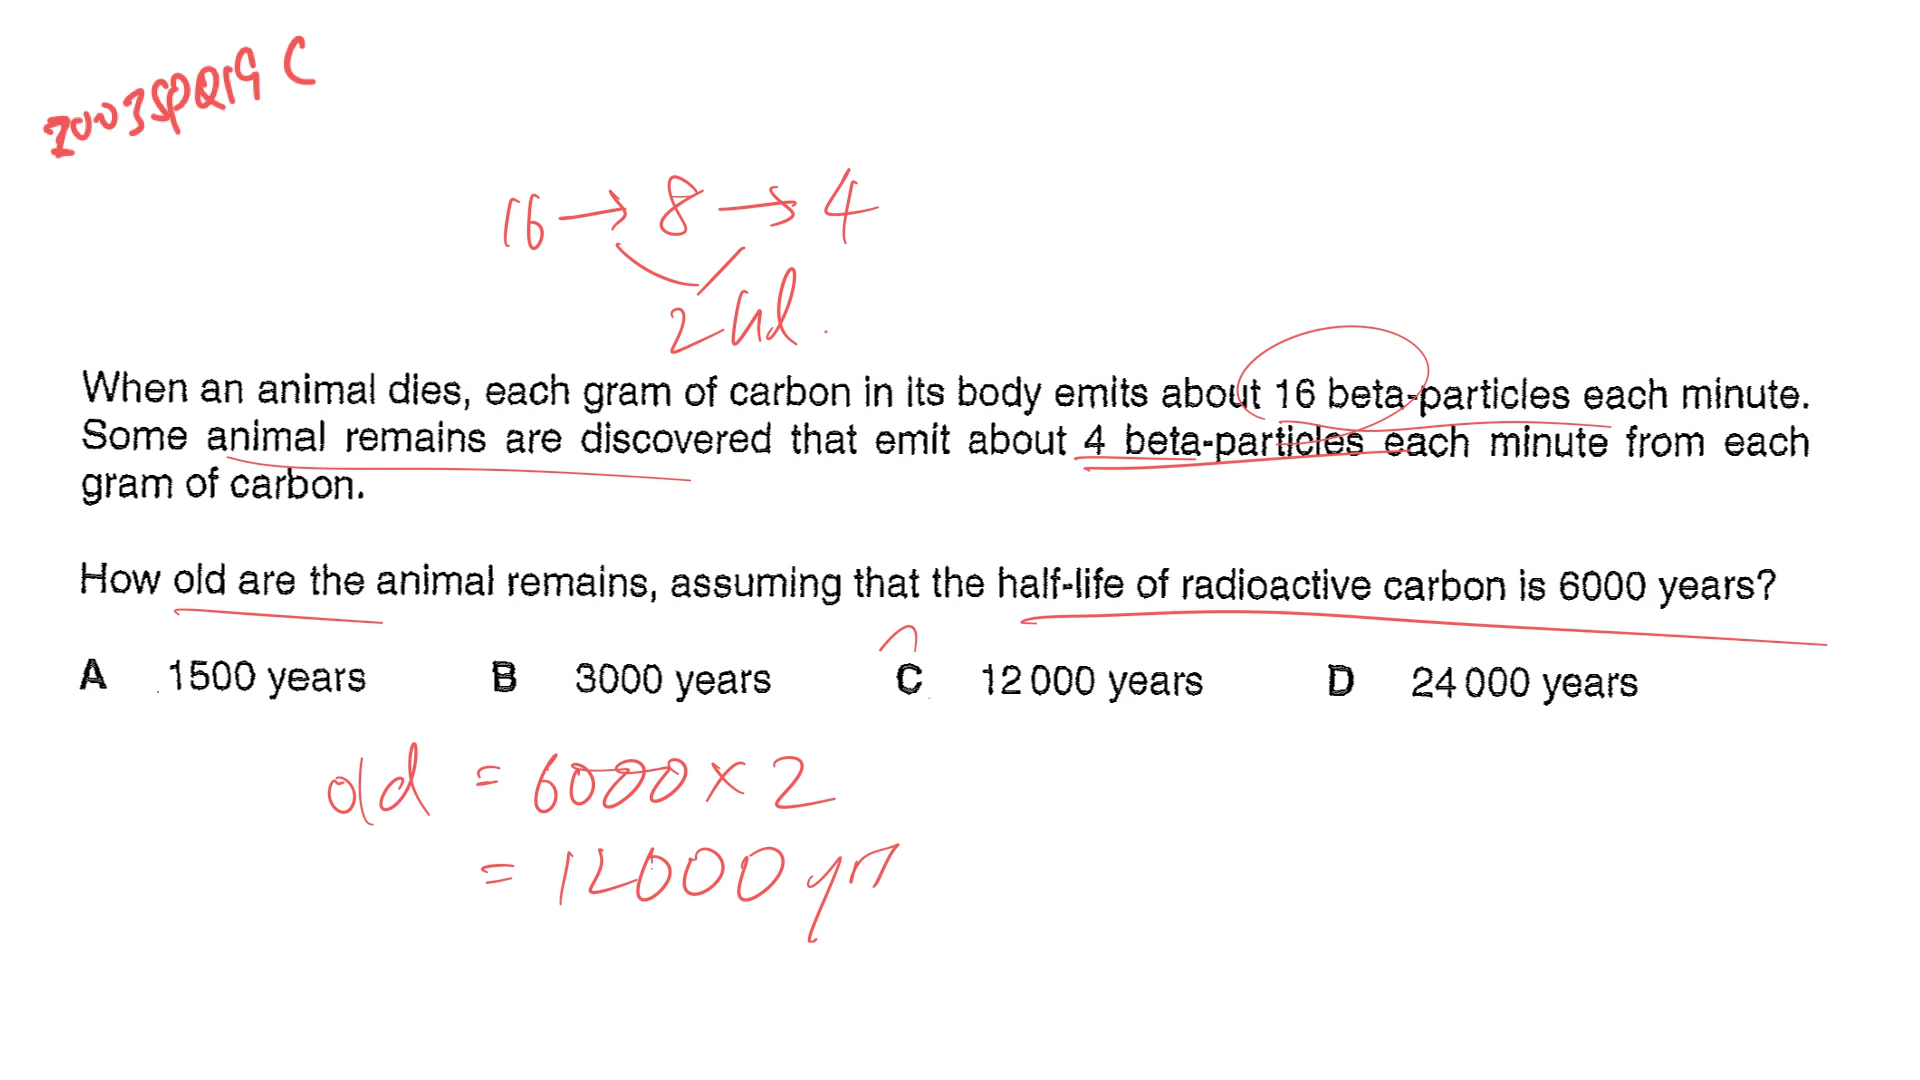 2003SPQ19 C
16 → 8 → 4
When an animal dies, each gram of carbon in its body emits about 16 beta-particles each minute.
Some animal remains are discovered that emit about 4 beta-particles each minute from each
gram of carbon.
How old are the animal remains, assuming that the half-life of radioactive carbon is 6000 years?
A 1500 years B 3000 years C 12 000 years D 24 000 years
old = 6000 × 2
= 12000 yr